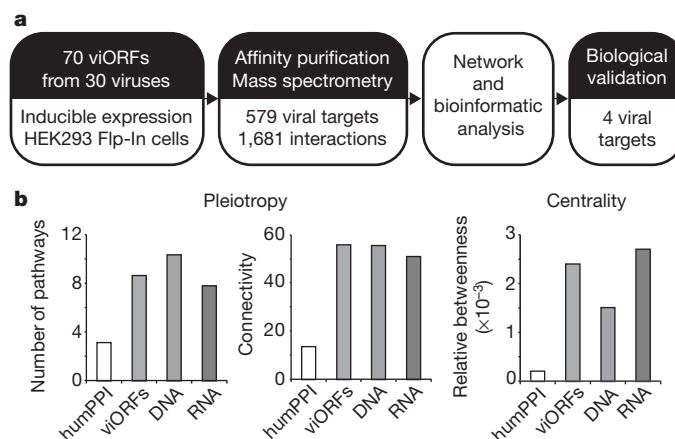 a
70 viORFs
from 30 viruses
Inducible expression
HEK293 Flp-In cells
Affinity purification
Mass spectrometry
579 viral targets
1,681 interactions
Network
and
bioinformatic
analysis
Biological
validation
4 viral
targets
b
Pleiotropy
Centrality
Number of pathways
12
8
4
0
humPPI
viORFs
DNA
RNA
Connectivity
60
40
20
0
humPPI
viORFs
DNA
RNA
Relative betweenness
(×10⁻³)
3
2
1
0
humPPI
viORFs
DNA
RNA